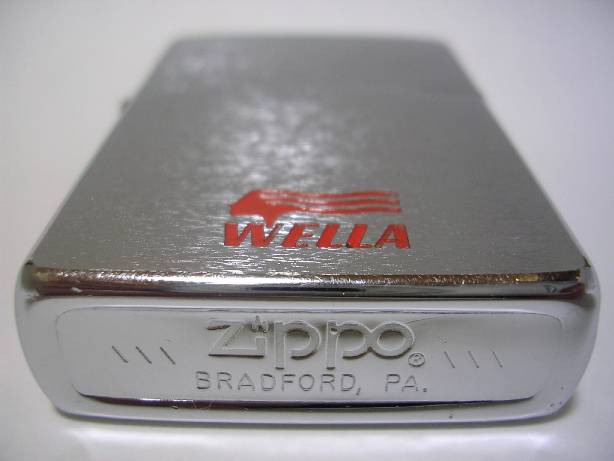 WELLA
\\\ Zippo® \\\
BRADFORD, PA.